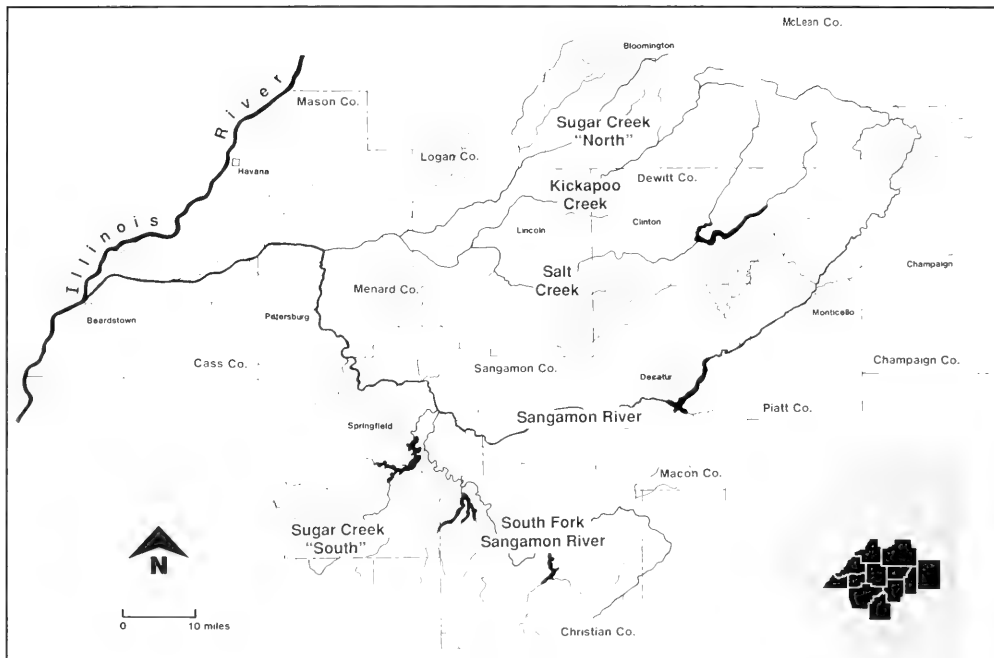 McLean Co.
Bloomington
Illinois River
Mason Co.
Sugar Creek
"North"
Havana
Logan Co.
Kickapoo
Creek
Dewitt Co.
Lincoln
Clinton
Salt
Creek
Champaign
Menard Co.
Beardstown
Petersburg
Monticello
Cass Co.
Sangamon Co.
Champaign Co.
Decatur
Piatt Co.
Sangamon River
Springfield
Macon Co.
Sugar Creek
"South"
South Fork
Sangamon River
N
0 10 miles
Christian Co.